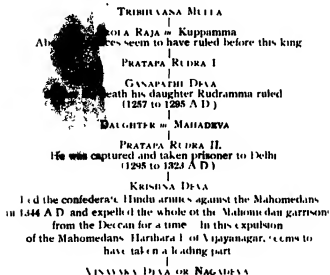 TRIBHUVANA MULLA
ROLA RAJA = KUPPAMMA
seem to have ruled before this king
PRATAPA RUDRA I
GANAPATHI DEVA
eath his daughter Rudramma ruled
(1257 to 1295 A D)
DAUGHTER = MAHADEVA
PRATAPA RUDRA II.
He was captured and taken prisoner to Delhi
(1295 to 1323 A D)
KRISHNA DEVA
Led the confederate Hindu armies against the Mahomedans
in 1344 A D and expelled the whole of the Mahomedan garrisons
from the Deccan for a time In this expulsion
of the Mahomedans Harihara I of Vijayanagar, seems to
have taken a leading part
VINAYAKA DEVA OR NAGADEVA